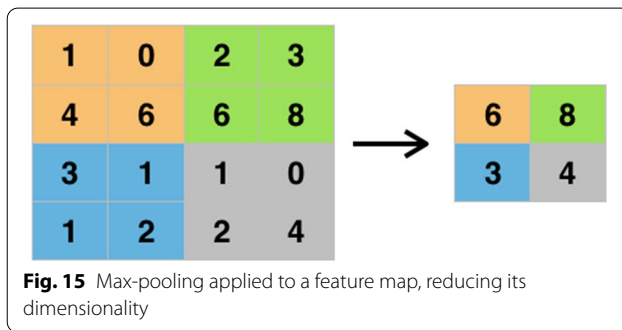 1 0 2 3
4 6 6 8
3 1 1 0
1 2 2 4
6 8
3 4
Fig. 15 Max-pooling applied to a feature map, reducing its
dimensionality